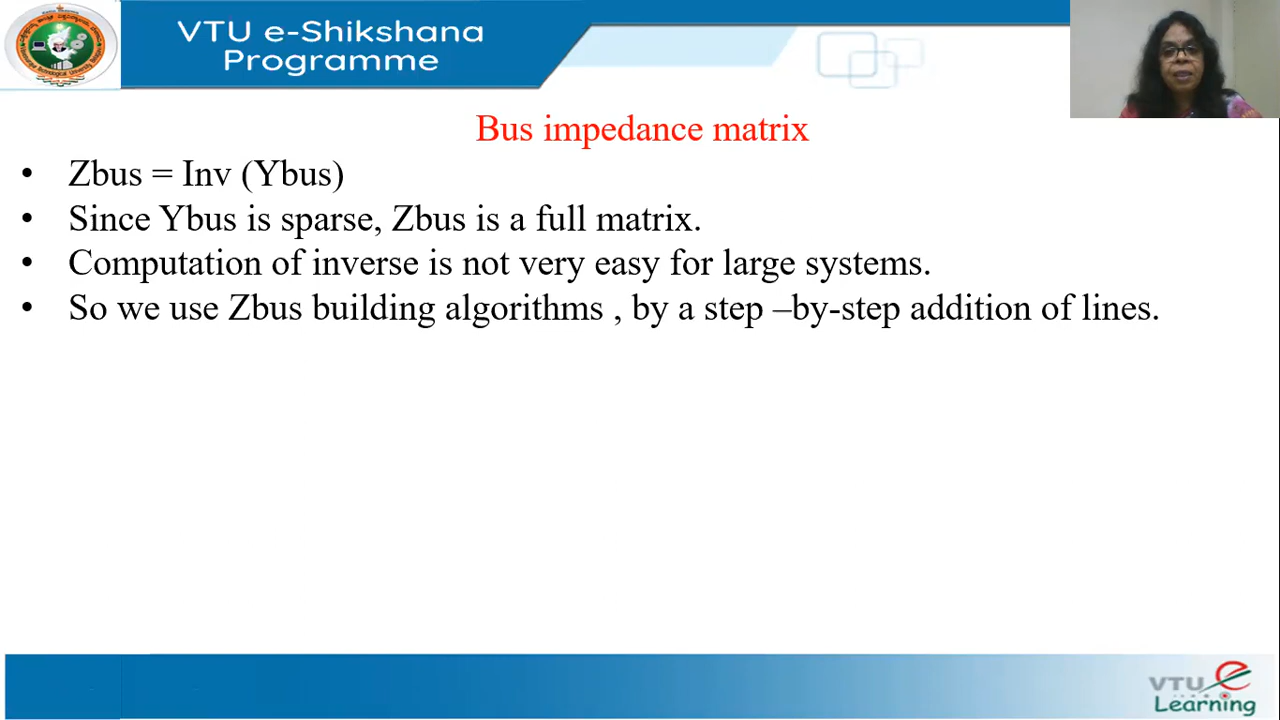 VTU e-Shikshana
Programme
Bus impedance matrix
• Zbus = Inv (Ybus)
• Since Ybus is sparse, Zbus is a full matrix.
• Computation of inverse is not very easy for large systems.
• So we use Zbus building algorithms , by a step –by-step addition of lines.
VTU e
Learning